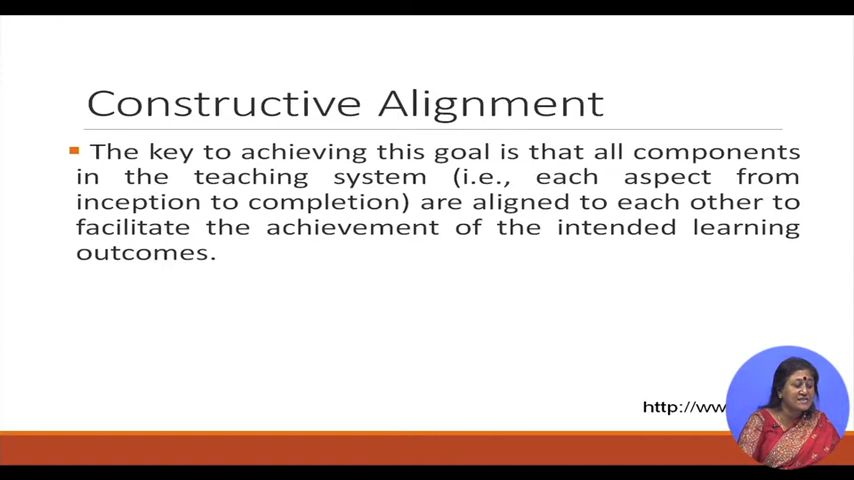 Constructive Alignment
The key to achieving this goal is that all components
in the teaching system (i.e., each aspect from
inception to completion) are aligned to each other to
facilitate the achievement of the intended learning
outcomes.
http://ww